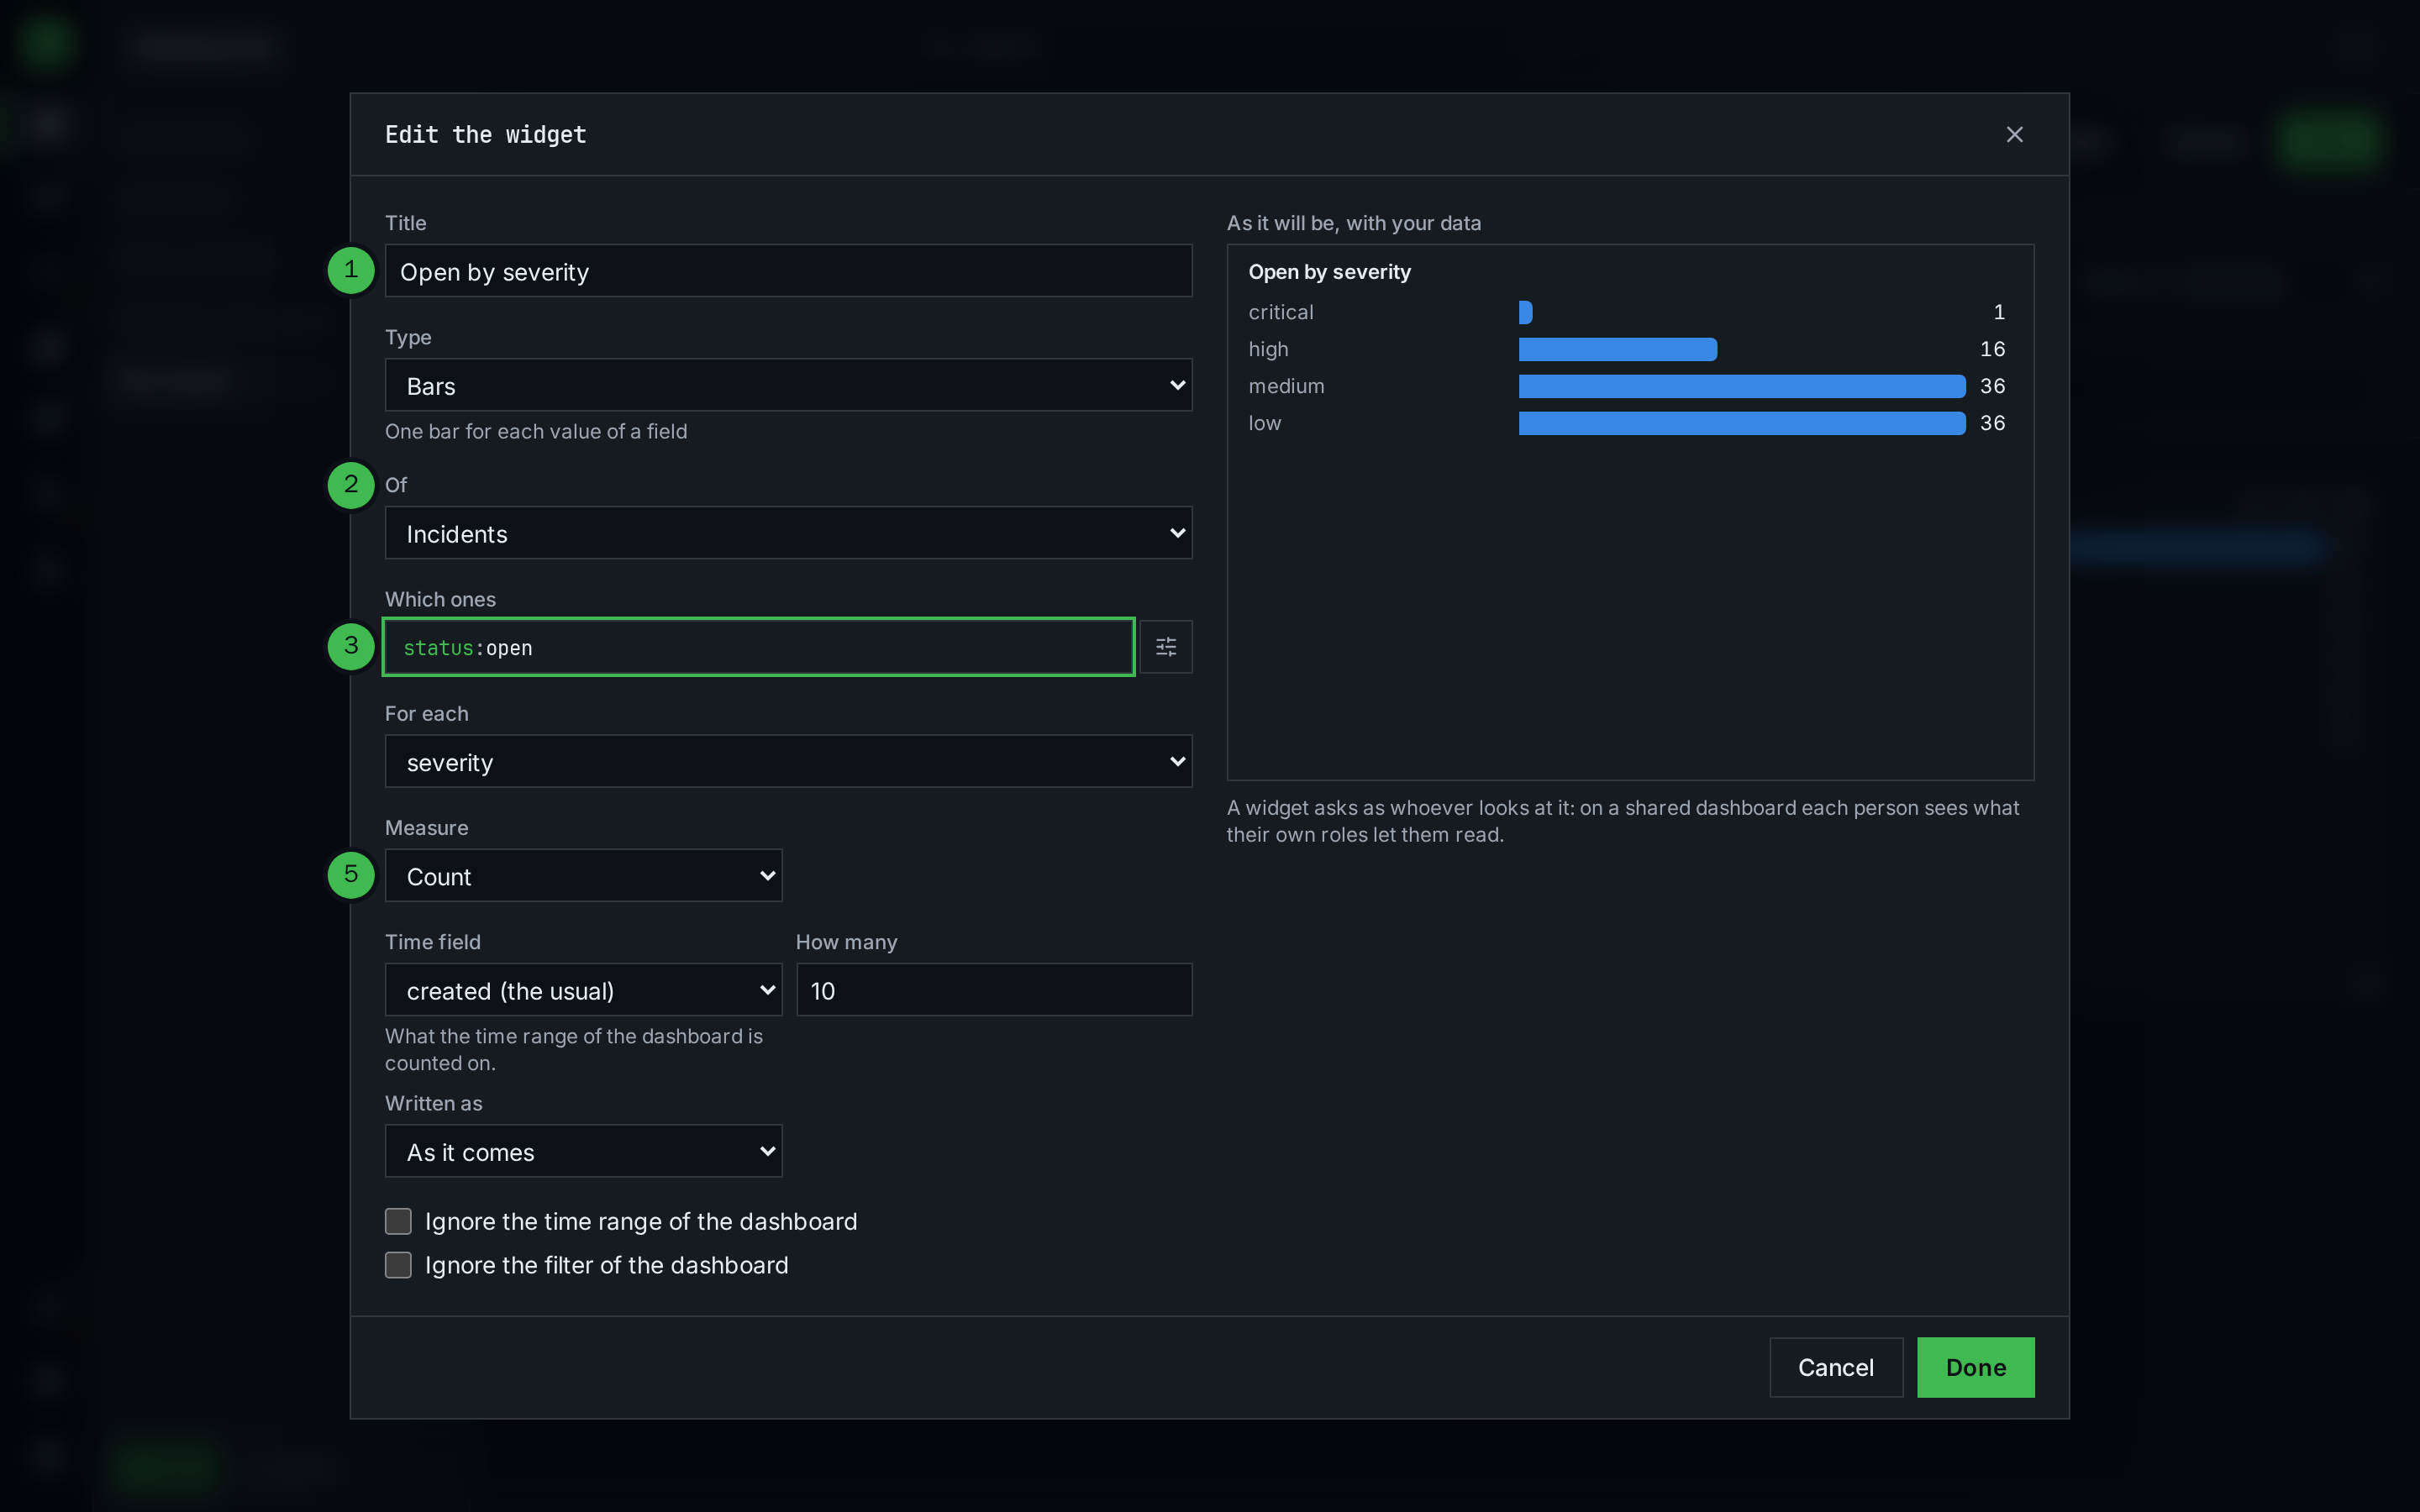 Edit the widget
Title
1
Open by severity
Type
Bars
One bar for each value of a field
2
Of
Incidents
Which ones
3
status:open
For each
severity
Measure
5
Count
Time field
How many
created (the usual)
10
What the time range of the dashboard is
counted on.
Written as
As it comes
Ignore the time range of the dashboard
Ignore the filter of the dashboard
As it will be, with your data
Open by severity
critical 1
high 16
medium 36
low 36
A widget asks as whoever looks at it: on a shared dashboard each person sees what
their own roles let them read.
Cancel
Done